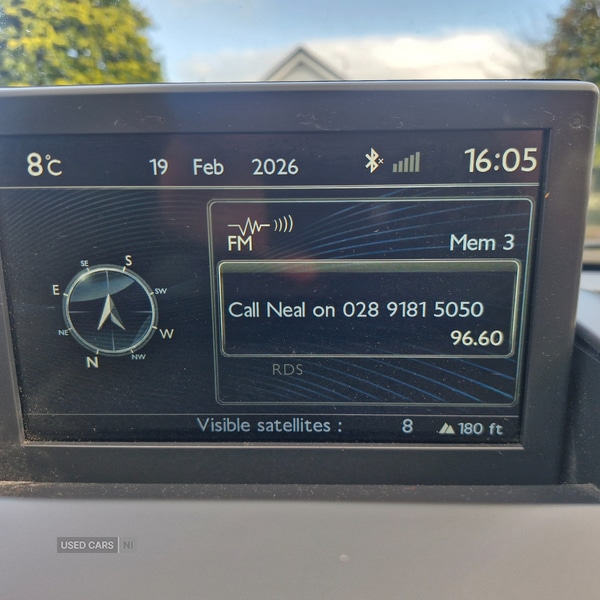 8°C 19 Feb 2026 16:05
FM Mem 3
Call Neal on 028 9181 5050
96.60
RDS
SE S
E SW
NE W
N NW
Visible satellites : 8 180 ft
USED CARS NI